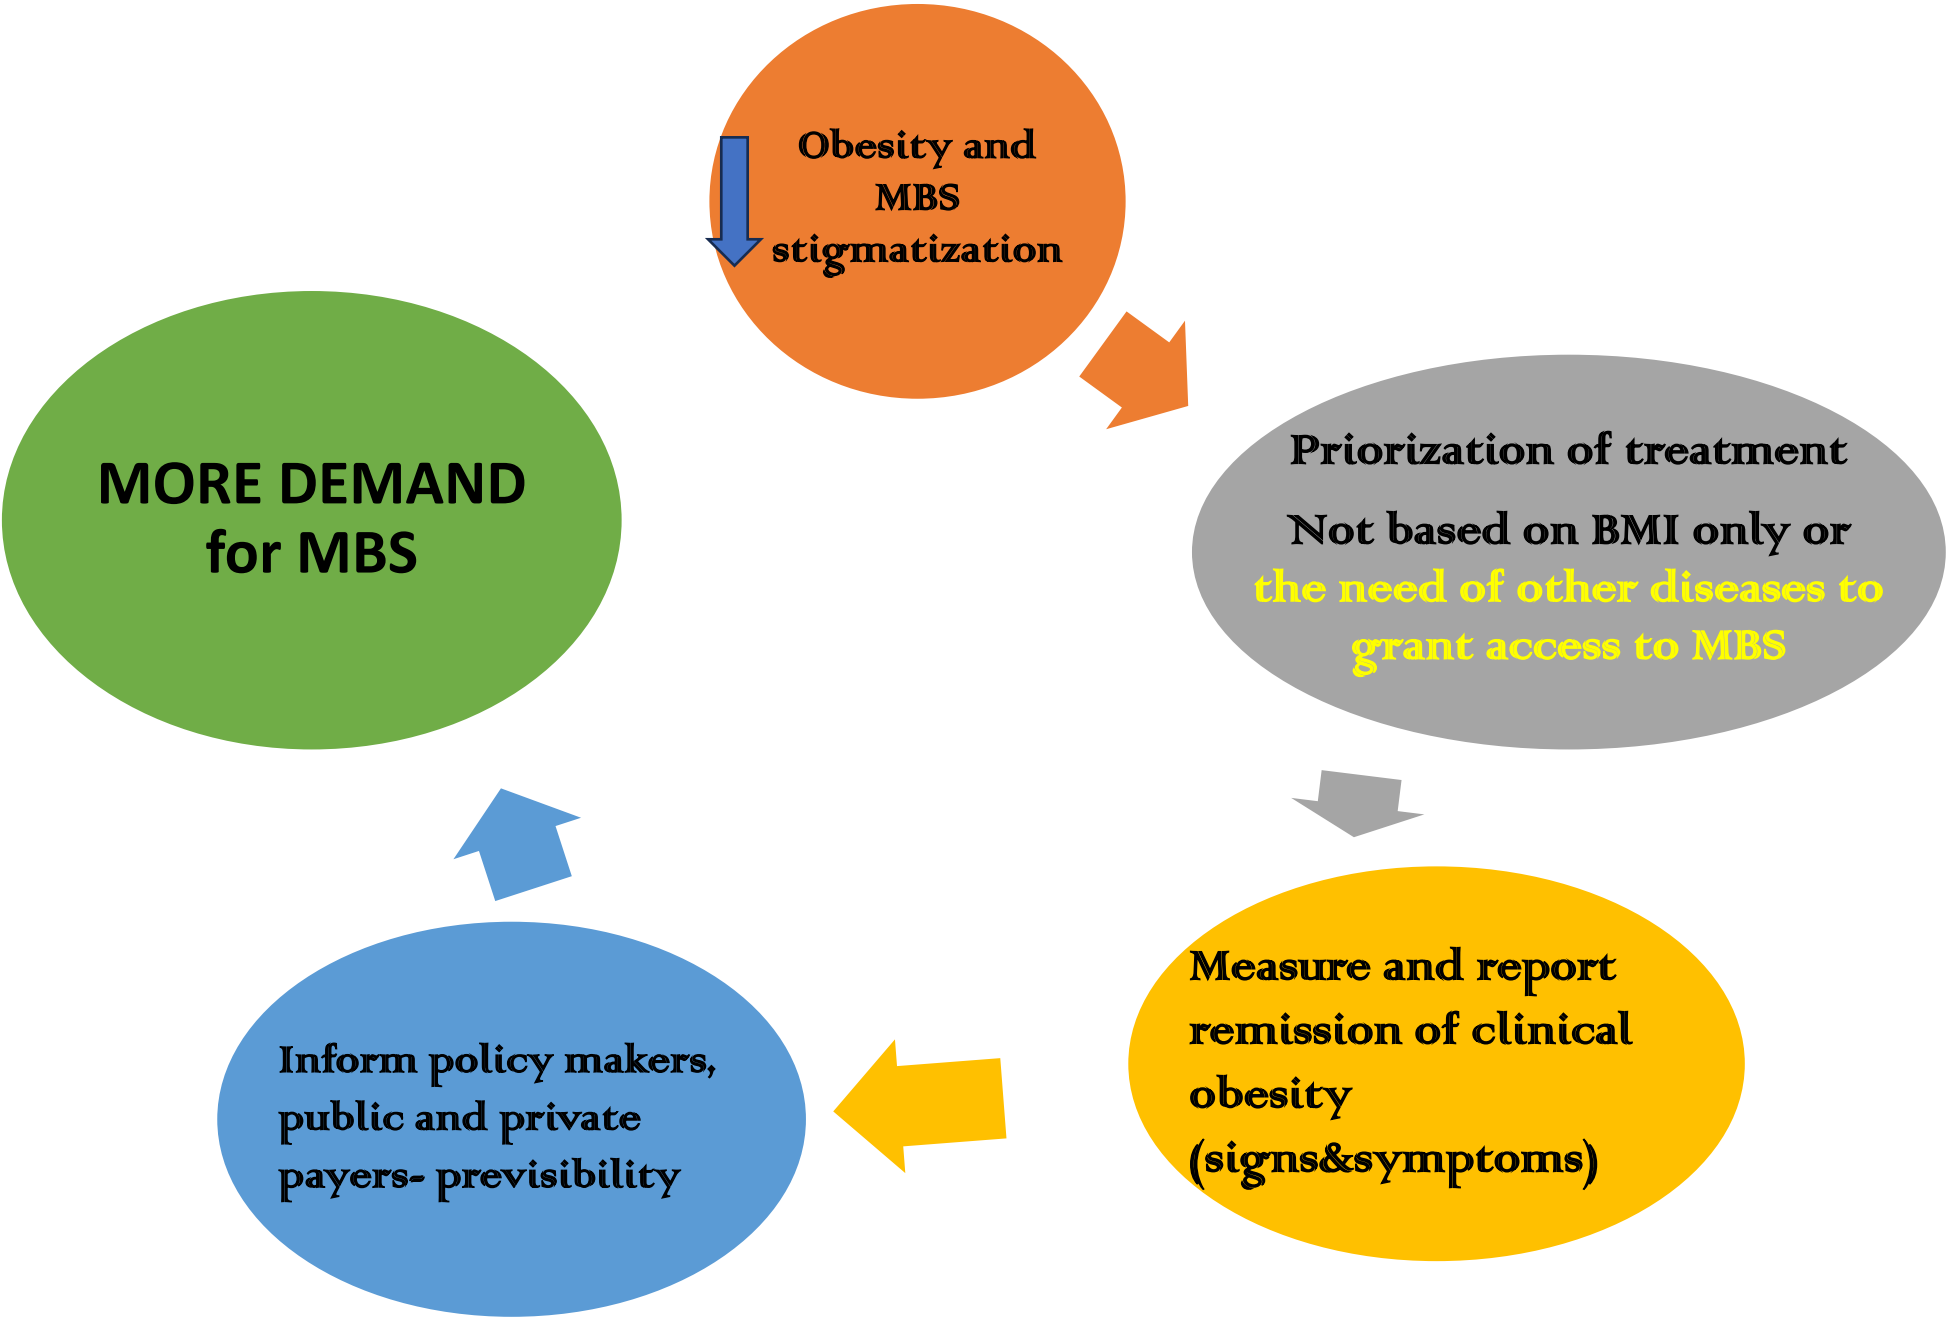 Obesity and
MBS
stigmatization
Priorization of treatment
Not based on BMI only or
the need of other diseases to
grant access to MBS
Measure and report
remission of clinical
obesity
(signs&symptoms)
Inform policy makers,
public and private
payers- previsibility
MORE DEMAND
for MBS